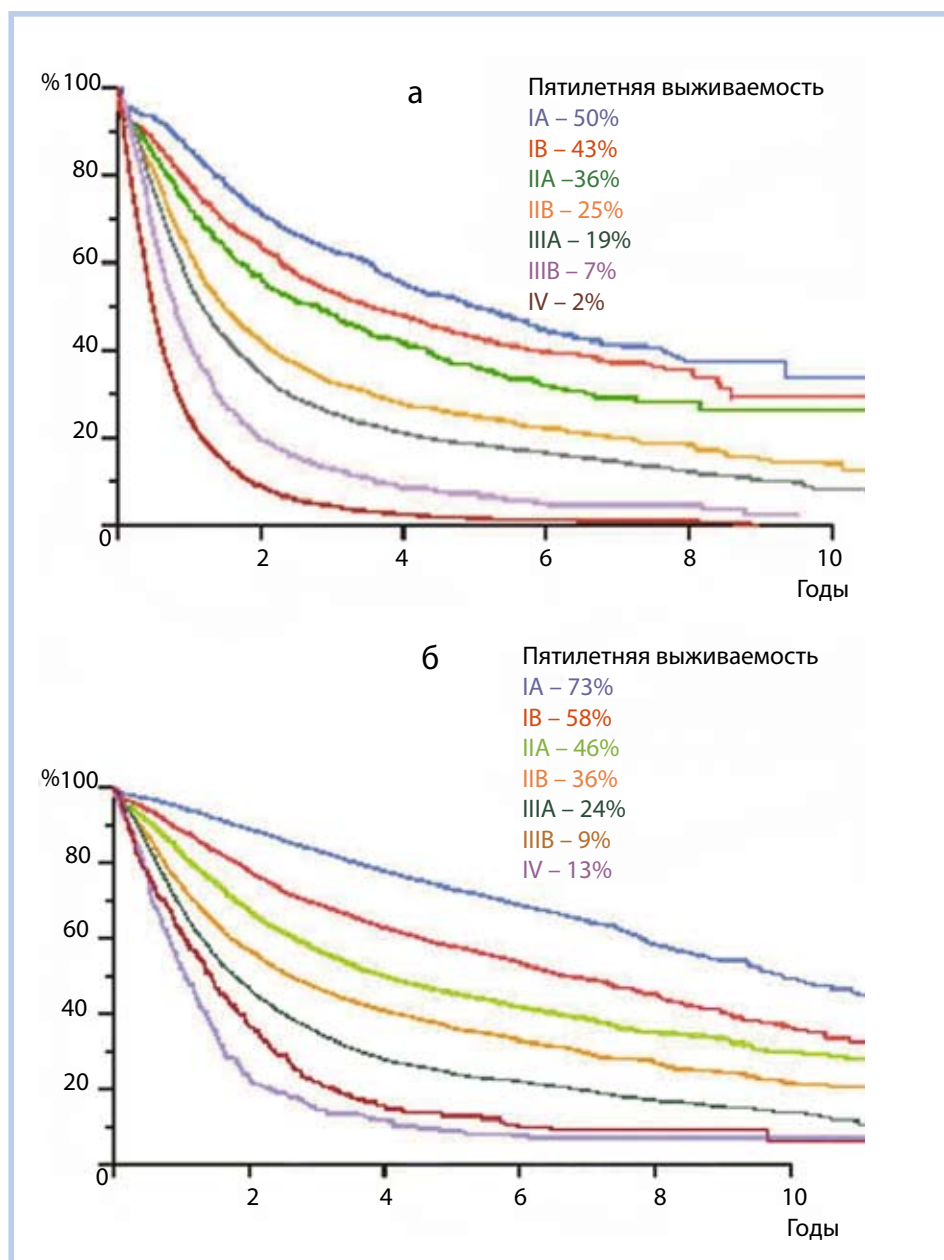 %100
80
60
40
20
0
2 4 6 8 10
Годы
а
Пятилетняя выживаемость
IA – 50%
IB – 43%
IIA –36%
IIB – 25%
IIIA – 19%
IIIB – 7%
IV – 2%
%100
80
60
40
20
0
2 4 6 8 10
Годы
б
Пятилетняя выживаемость
IA – 73%
IB – 58%
IIA – 46%
IIB – 36%
IIIA – 24%
IIIB – 9%
IV – 13%